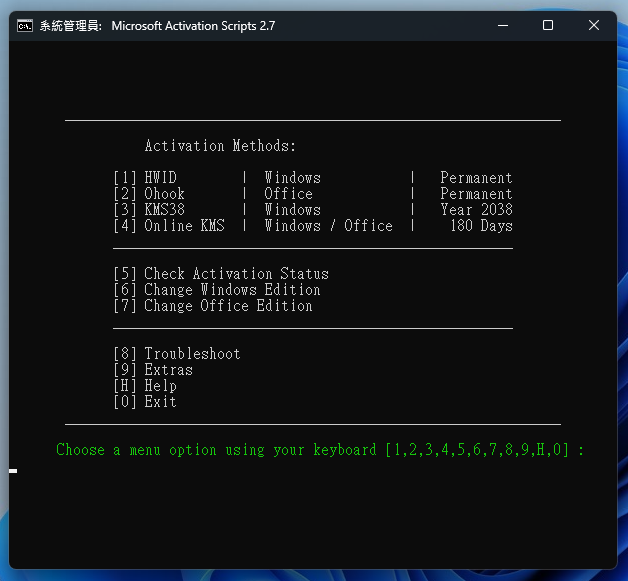 系統管理員: Microsoft Activation Scripts 2.7
Activation Methods:
[1] HWID | Windows | Permanent
[2] Ohook | Office | Permanent
[3] KMS38 | Windows | Year 2038
[4] Online KMS | Windows / Office | 180 Days
[5] Check Activation Status
[6] Change Windows Edition
[7] Change Office Edition
[8] Troubleshoot
[9] Extras
[H] Help
[0] Exit
Choose a menu option using your keyboard [1,2,3,4,5,6,7,8,9,H,0] :